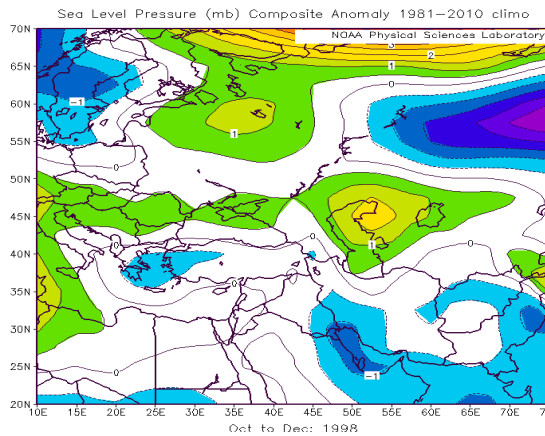 Sea Level Pressure (mb) Composite Anomaly 1981-2010 climo
NOAA Physical Sciences Laboratory
70N
65N
60N
55N
50N
45N
40N
35N
30N
25N
20N
3
2
1
0
-1
1
0
0
0
1
0
0
0
-1
0
10E 15E 20E 25E 30E 35E 40E 45E 50E 55E 60E 65E 70E
Oct to Dec: 1998